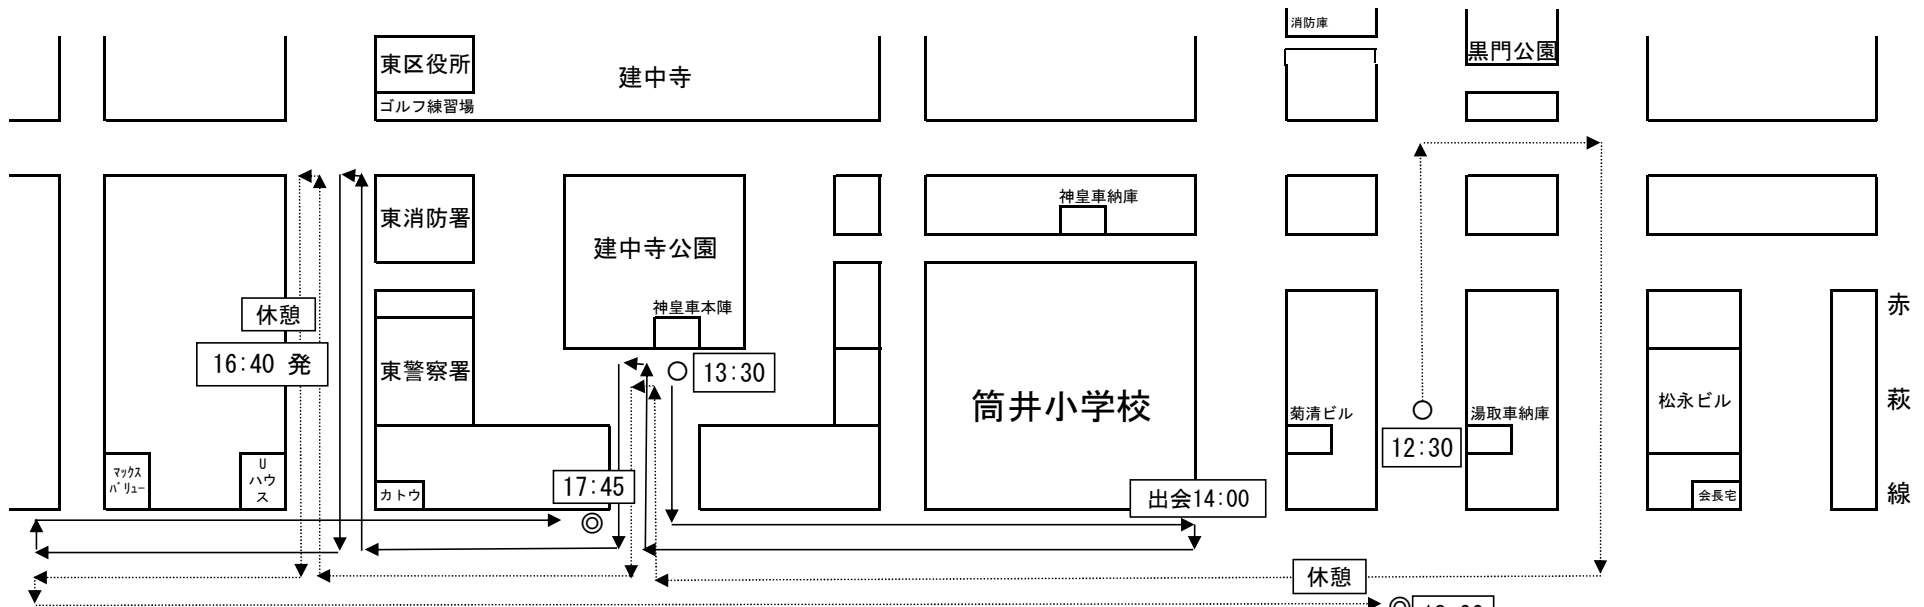 消防庫
黒門公園
東区役所
建中寺
ゴルフ練習場
神皇車納庫
東消防署
建中寺公園
神皇車本陣
休憩
赤
16:40 発
東警察署
13:30
筒井小学校
菊清ビル
湯取車納庫
松永ビル
萩
12:30
マックス
バリュー
U
ハウ
ス
17:45
カトウ
出会14:00
会長宅
線
休憩